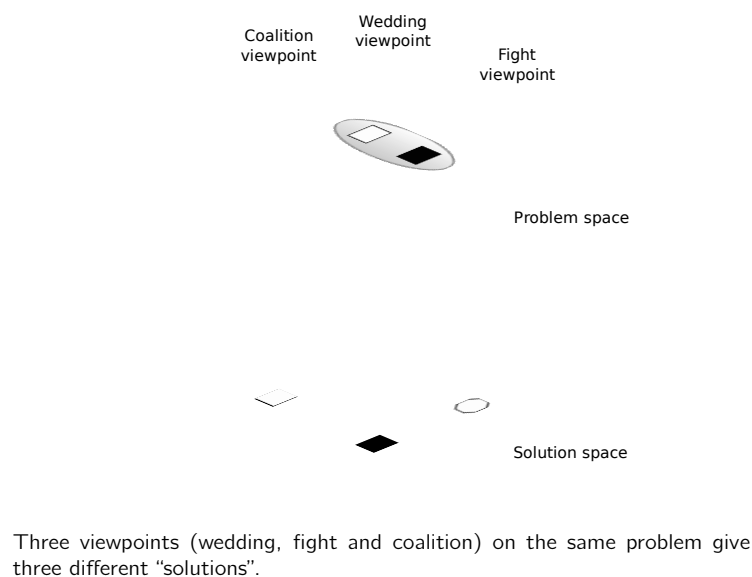 Coalition
viewpoint
Wedding
viewpoint
Fight
viewpoint
Problem space
Solution space
Three viewpoints (wedding, fight and coalition) on the same problem give
three different “solutions”.